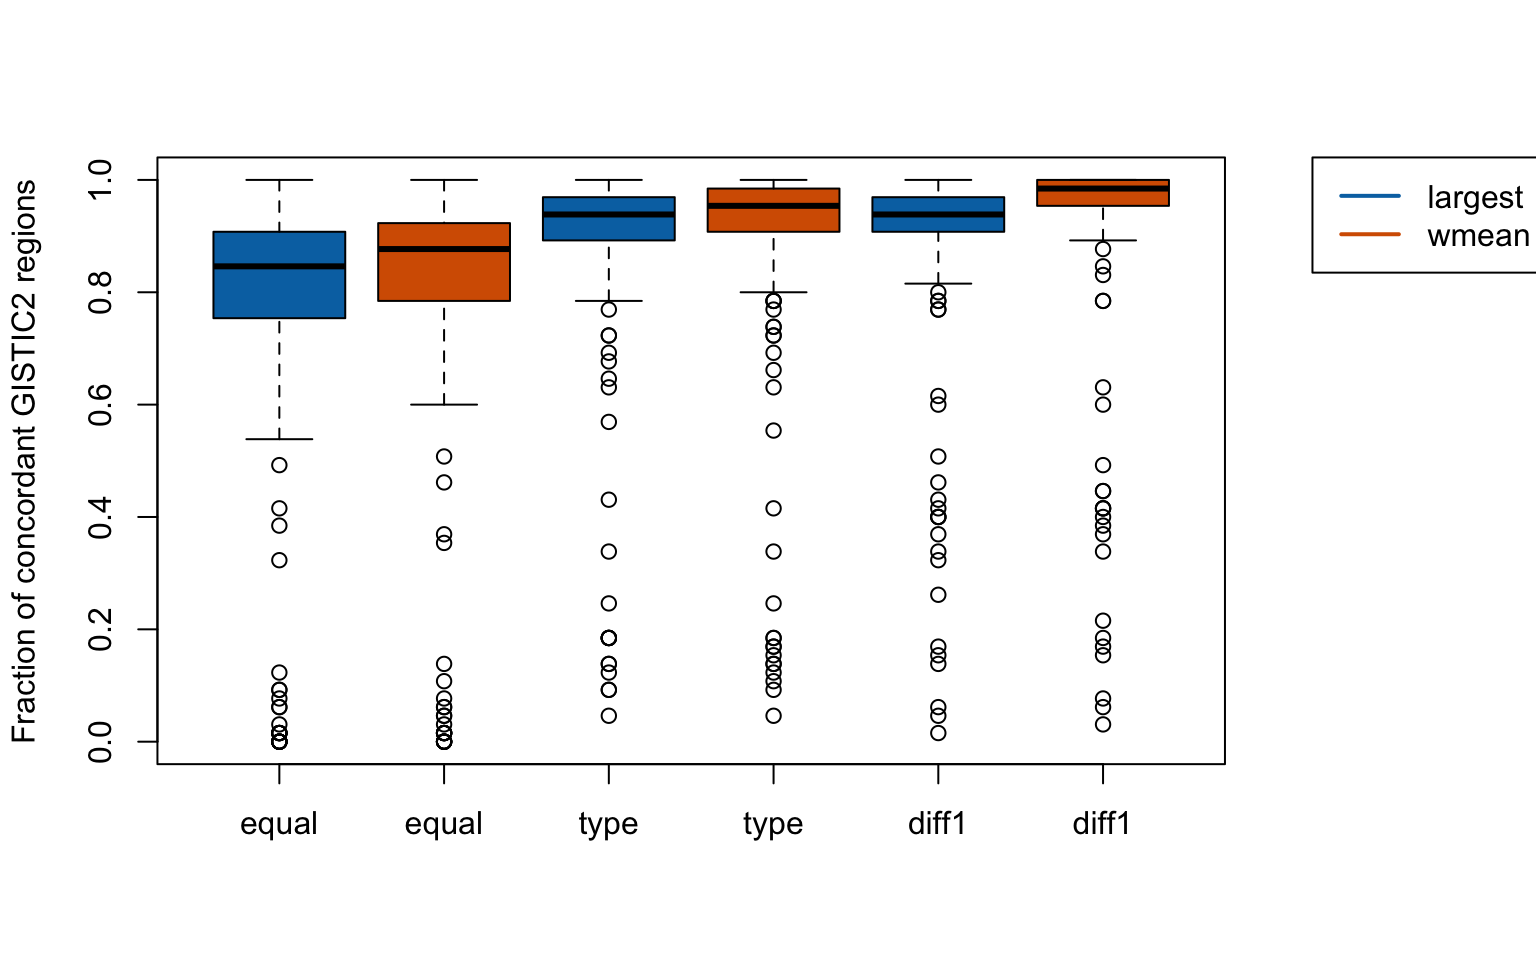 Fraction of concordant GISTIC2 regions
1.0
0.8
0.6
0.4
0.2
0.0
equal equal type type diff1 diff1
largest
wmean